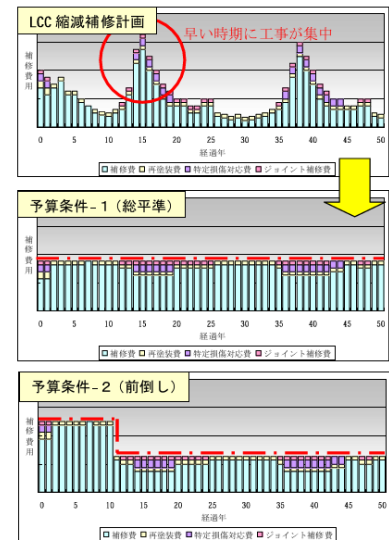 LCC 縮減補修計画
早い時期に工事が集中
補修費用
0 5 10 15 20 25 30 35 40 45 50
経過年
補修費 再塗装費 特定損傷対応費 ジョイント補修費
予算条件-1（総平準）
補修費用
0 5 10 15 20 25 30 35 40 45 50
経過年
補修費 再塗装費 特定損傷対応費 ジョイント補修費
予算条件-2（前倒し）
補修費用
0 5 10 15 20 25 30 35 40 45 50
経過年
補修費 再塗装費 特定損傷対応費 ジョイント補修費